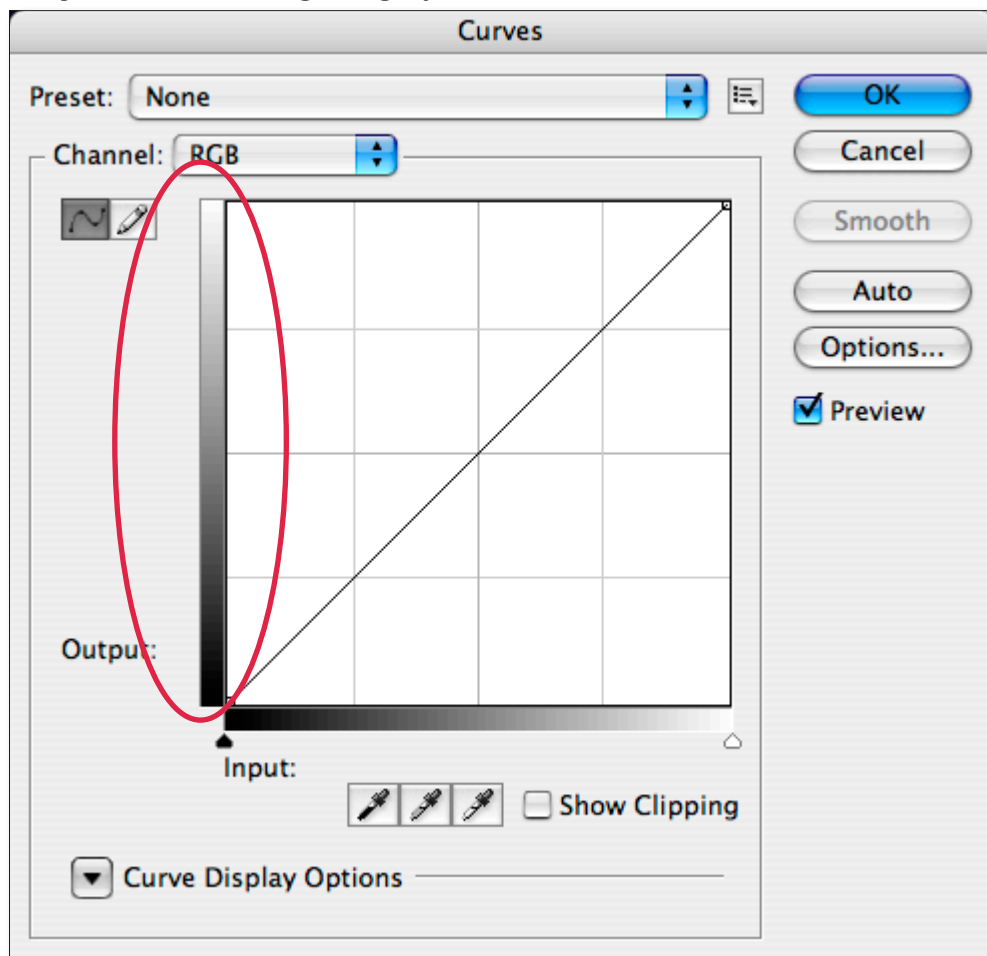 Curves
Preset: None
OK
Channel: RGB
Cancel
Smooth
Auto
Options...
Preview
Output:
Input:
Show Clipping
Curve Display Options